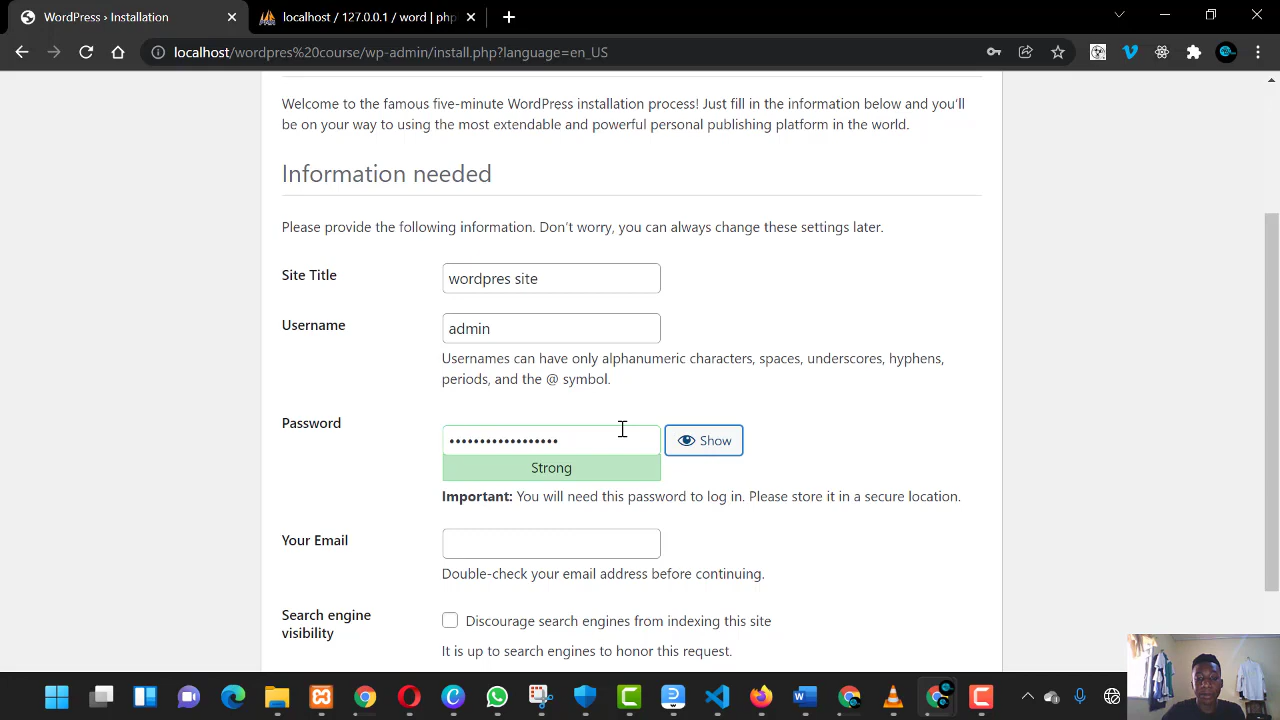 WordPress › Installation
localhost / 127.0.0.1 / word | php
localhost/wordpres%20course/wp-admin/install.php?language=en_US
Welcome to the famous five-minute WordPress installation process! Just fill in the information below and you'll
be on your way to using the most extendable and powerful personal publishing platform in the world.
Information needed
Please provide the following information. Don't worry, you can always change these settings later.
Site Title
wordpres site
Username
admin
Usernames can have only alphanumeric characters, spaces, underscores, hyphens,
periods, and the @ symbol.
Password
••••••••••••••••••
Show
Strong
Important: You will need this password to log in. Please store it in a secure location.
Your Email
Double-check your email address before continuing.
Search engine
visibility
Discourage search engines from indexing this site
It is up to search engines to honor this request.